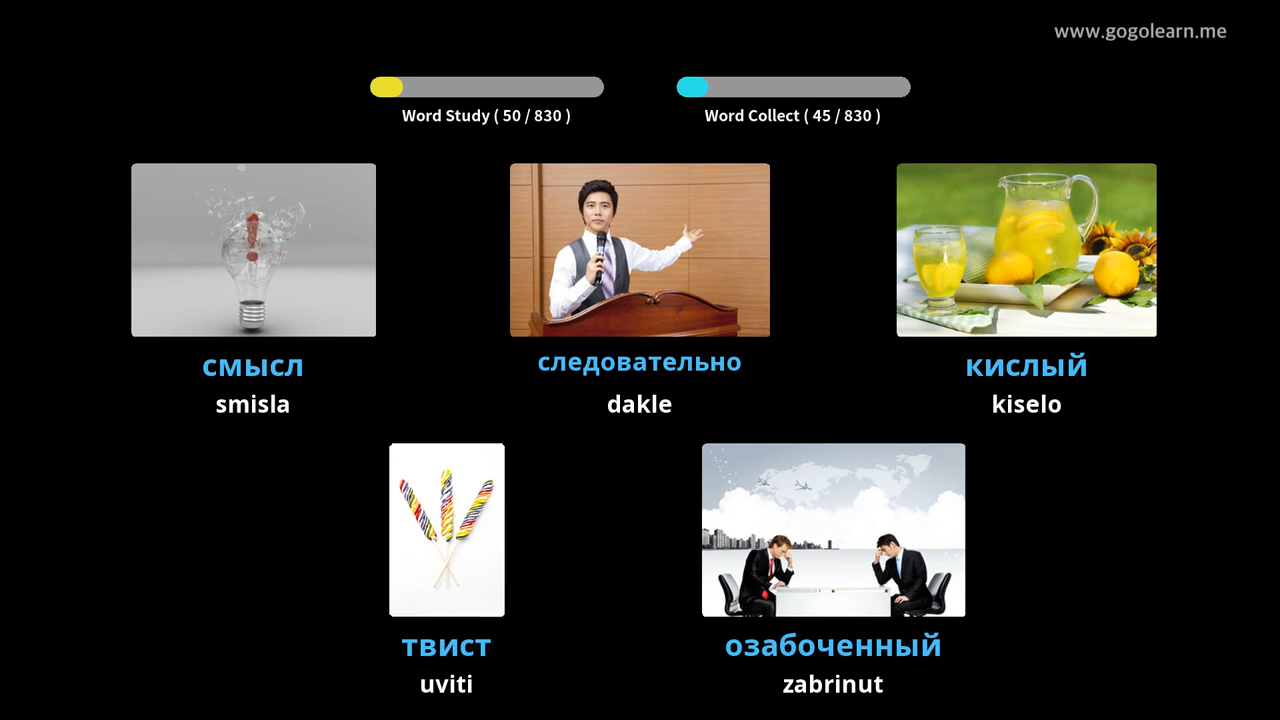 www.gogolearn.me
Word Study ( 50 / 830 )
Word Collect ( 45 / 830 )
смысл
smisla
следовательно
dakle
кислый
kiselo
твист
uviti
озабоченный
zabrinut